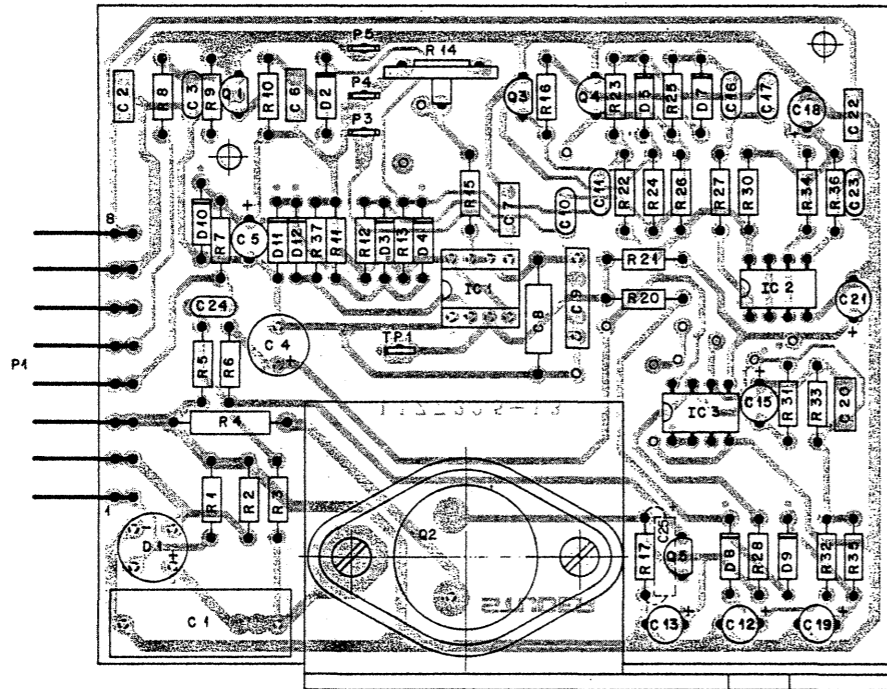 P5
R14
C2
R8
C3
R9
Q1
R10
C6
D2
P4
P3
Q3
R16
Q4
R23
D5
R25
D7
C16
C17
C18
C22
+
D10
R7
+
C5
D11
D12
R37
R11
R12
D3
R13
D4
R15
C7
C10
C11
R22
R24
R26
R27
R30
R34
R36
C23
8
C24
C4
+
IC1
TP1
C8
C9
R21
R20
IC2
C21
+
P1
R5
R6
R4
IC3
+
C15
R31
R33
C20
1
R1
R2
R3
D1
+
C1
Q2
R17
C25
D8
R28
D9
R32
R35
C13
+
C12
+
C19
+